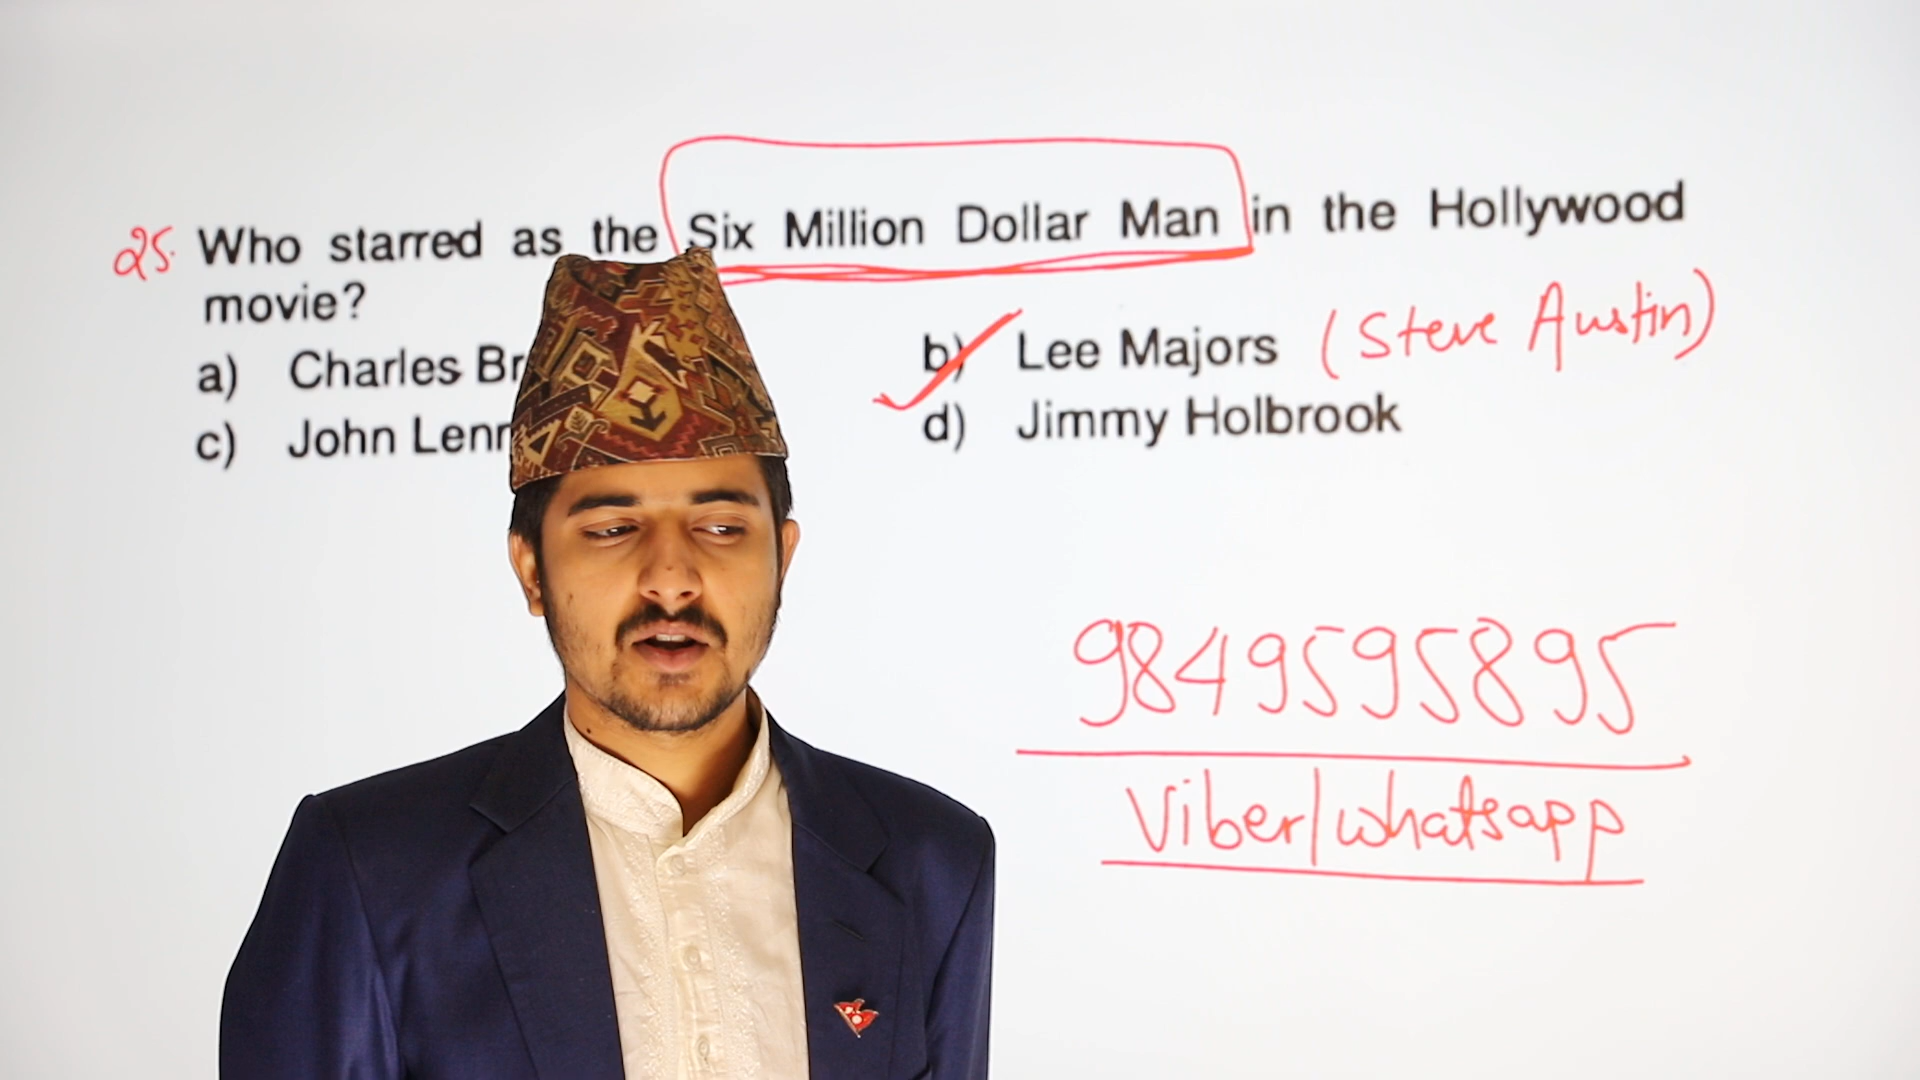 25. Who starred as the Six Million Dollar Man in the Hollywood
movie?
a) Charles Br
b) Lee Majors (Steve Austin)
c) John Lenn
d) Jimmy Holbrook
9849595895
Viber/whatsapp